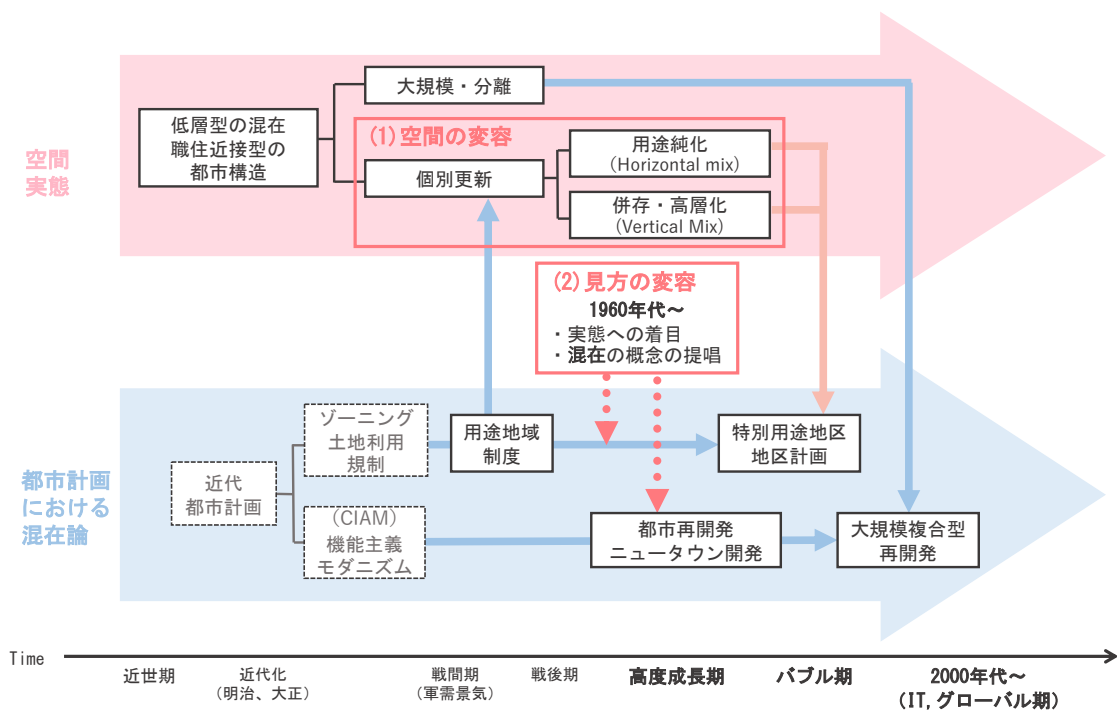 空間
実態
低層型の混在
職住近接型の
都市構造
大規模・分離
(1)空間の変容
個別更新
用途純化
(Horizontal mix)
併存・高層化
(Vertical Mix)
(2)見方の変容
1960年代～
・実態への着目
・混在の概念の提唱
都市計画
における
混在論
近代
都市計画
ゾーニング
土地利用
規制
(CIAM)
機能主義
モダニズム
用途地域
制度
特別用途地区
地区計画
都市再開発
ニュータウン開発
大規模複合型
再開発
Time
近世期
近代化
(明治、大正)
戦間期
(軍需景気)
戦後期
高度成長期
バブル期
2000年代～
(IT,グローバル期)